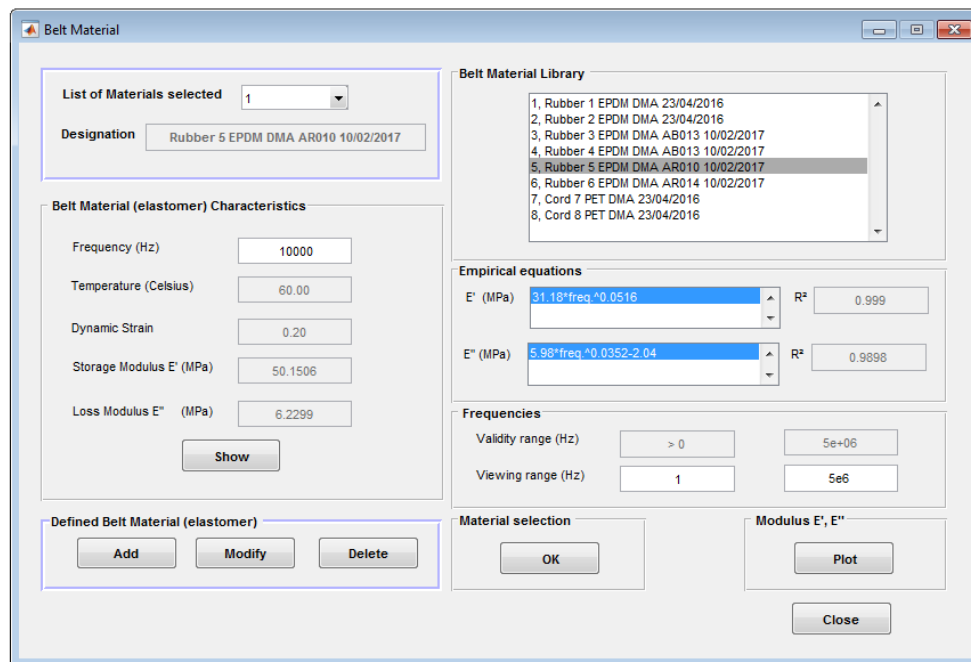 Belt Material
List of Materials selected 1
Designation Rubber 5 EPDM DMA AR010 10/02/2017
Belt Material (elastomer) Characteristics
Frequency (Hz) 10000
Temperature (Celsius) 60.00
Dynamic Strain 0.20
Storage Modulus E' (MPa) 50.1506
Loss Modulus E'' (MPa) 6.2299
Show
Defined Belt Material (elastomer)
Add Modify Delete
Belt Material Library
1, Rubber 1 EPDM DMA 23/04/2016
2, Rubber 2 EPDM DMA 23/04/2016
3, Rubber 3 EPDM DMA AB013 10/02/2017
4, Rubber 4 EPDM DMA AB013 10/02/2017
5, Rubber 5 EPDM DMA AR010 10/02/2017
6, Rubber 6 EPDM DMA AR014 10/02/2017
7, Cord 7 PET DMA 23/04/2016
8, Cord 8 PET DMA 23/04/2016
Empirical equations
E' (MPa) 31.18*freq.^0.0516 R² 0.999
E'' (MPa) 5.98*freq.^0.0352-2.04 R² 0.9898
Frequencies
Validity range (Hz) > 0 5e+06
Viewing range (Hz) 1 5e6
Material selection
OK
Modulus E', E''
Plot
Close